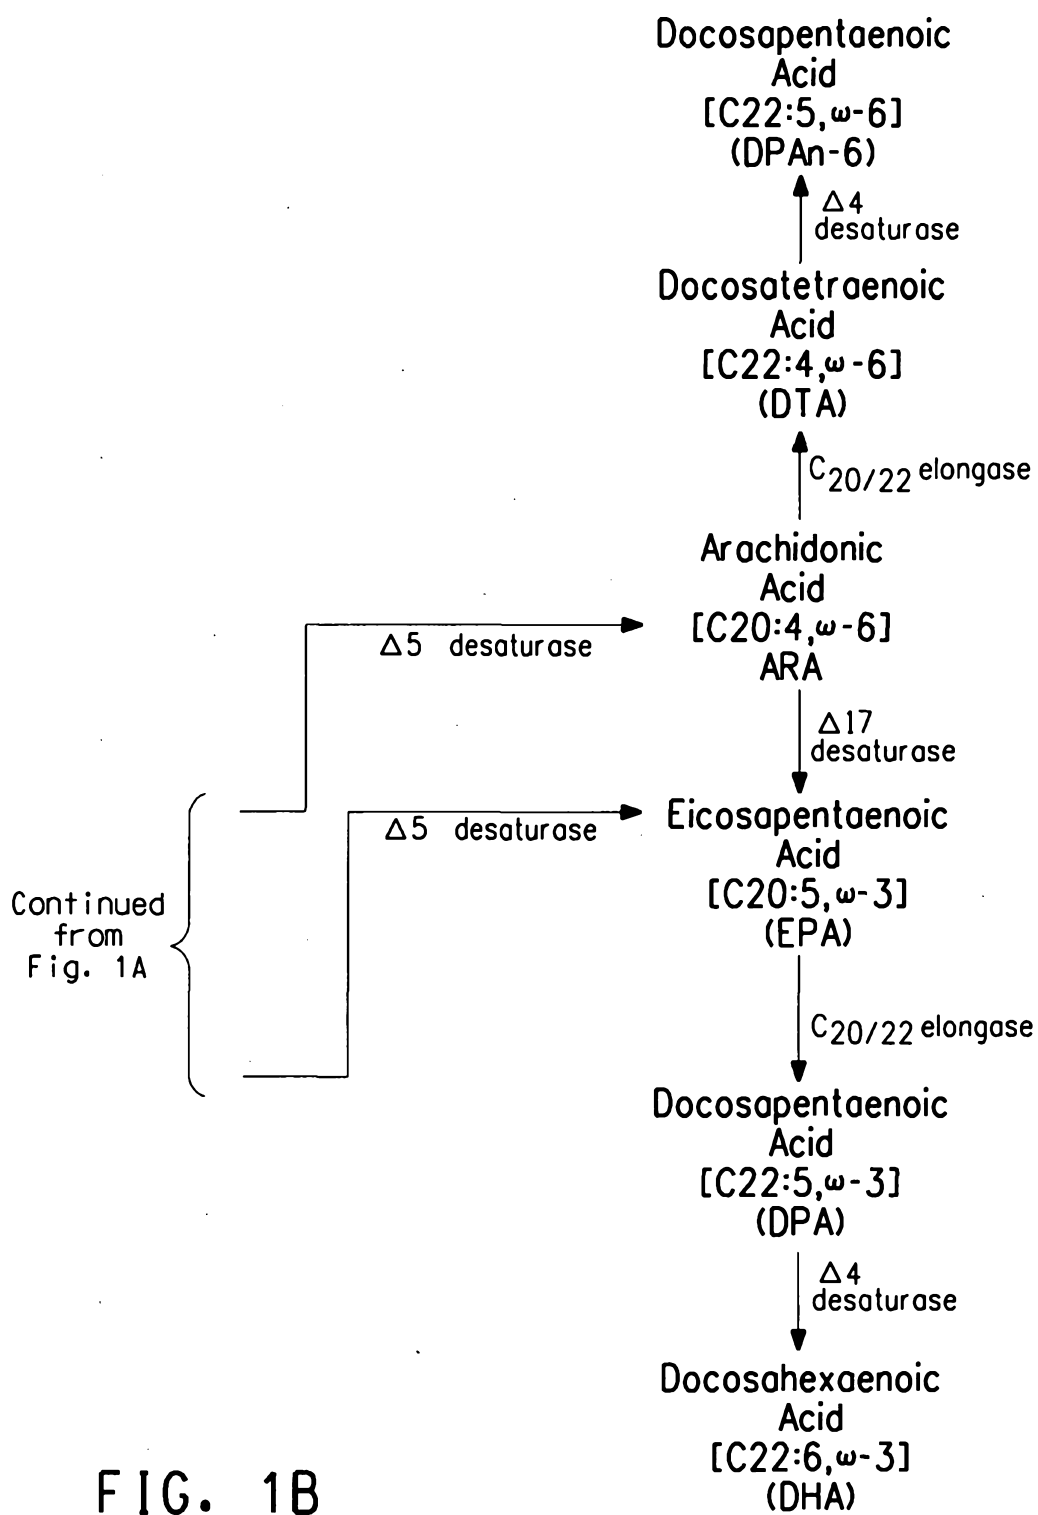 Docosapentaenoic
Acid
[C22:5,ω-6]
(DPAn-6)
Δ4
desaturase
Docosatetraenoic
Acid
[C22:4,ω-6]
(DTA)
C20/22 elongase
Arachidonic
Acid
[C20:4,ω-6]
ARA
Δ5 desaturase
Δ17
desaturase
Eicosapentaenoic
Acid
[C20:5,ω-3]
(EPA)
Δ5 desaturase
Continued
from
Fig. 1A
C20/22 elongase
Docosapentaenoic
Acid
[C22:5,ω-3]
(DPA)
Δ4
desaturase
Docosahexaenoic
Acid
[C22:6,ω-3]
(DHA)
FIG. 1B